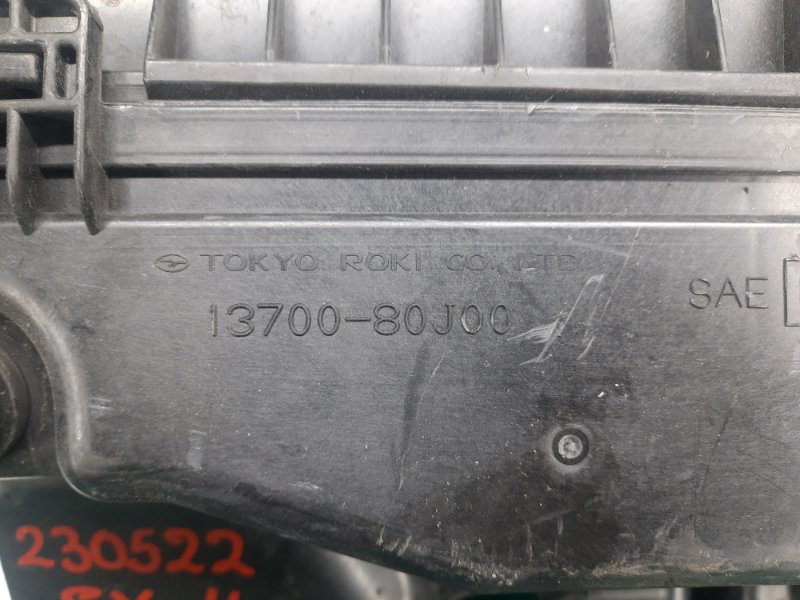 TOKYO ROKI CO. LTD
13700-80J00
SAE
230522